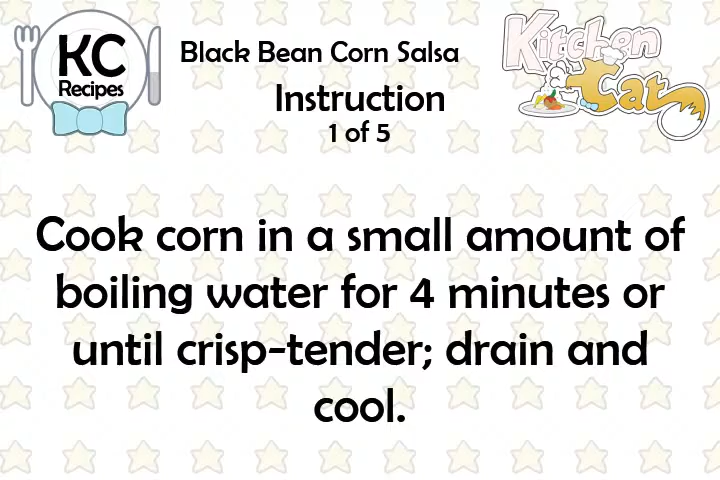 KC
Recipes
Black Bean Corn Salsa
Instruction
1 of 5
Kitchen
Cat
Cook corn in a small amount of
boiling water for 4 minutes or
until crisp-tender; drain and
cool.